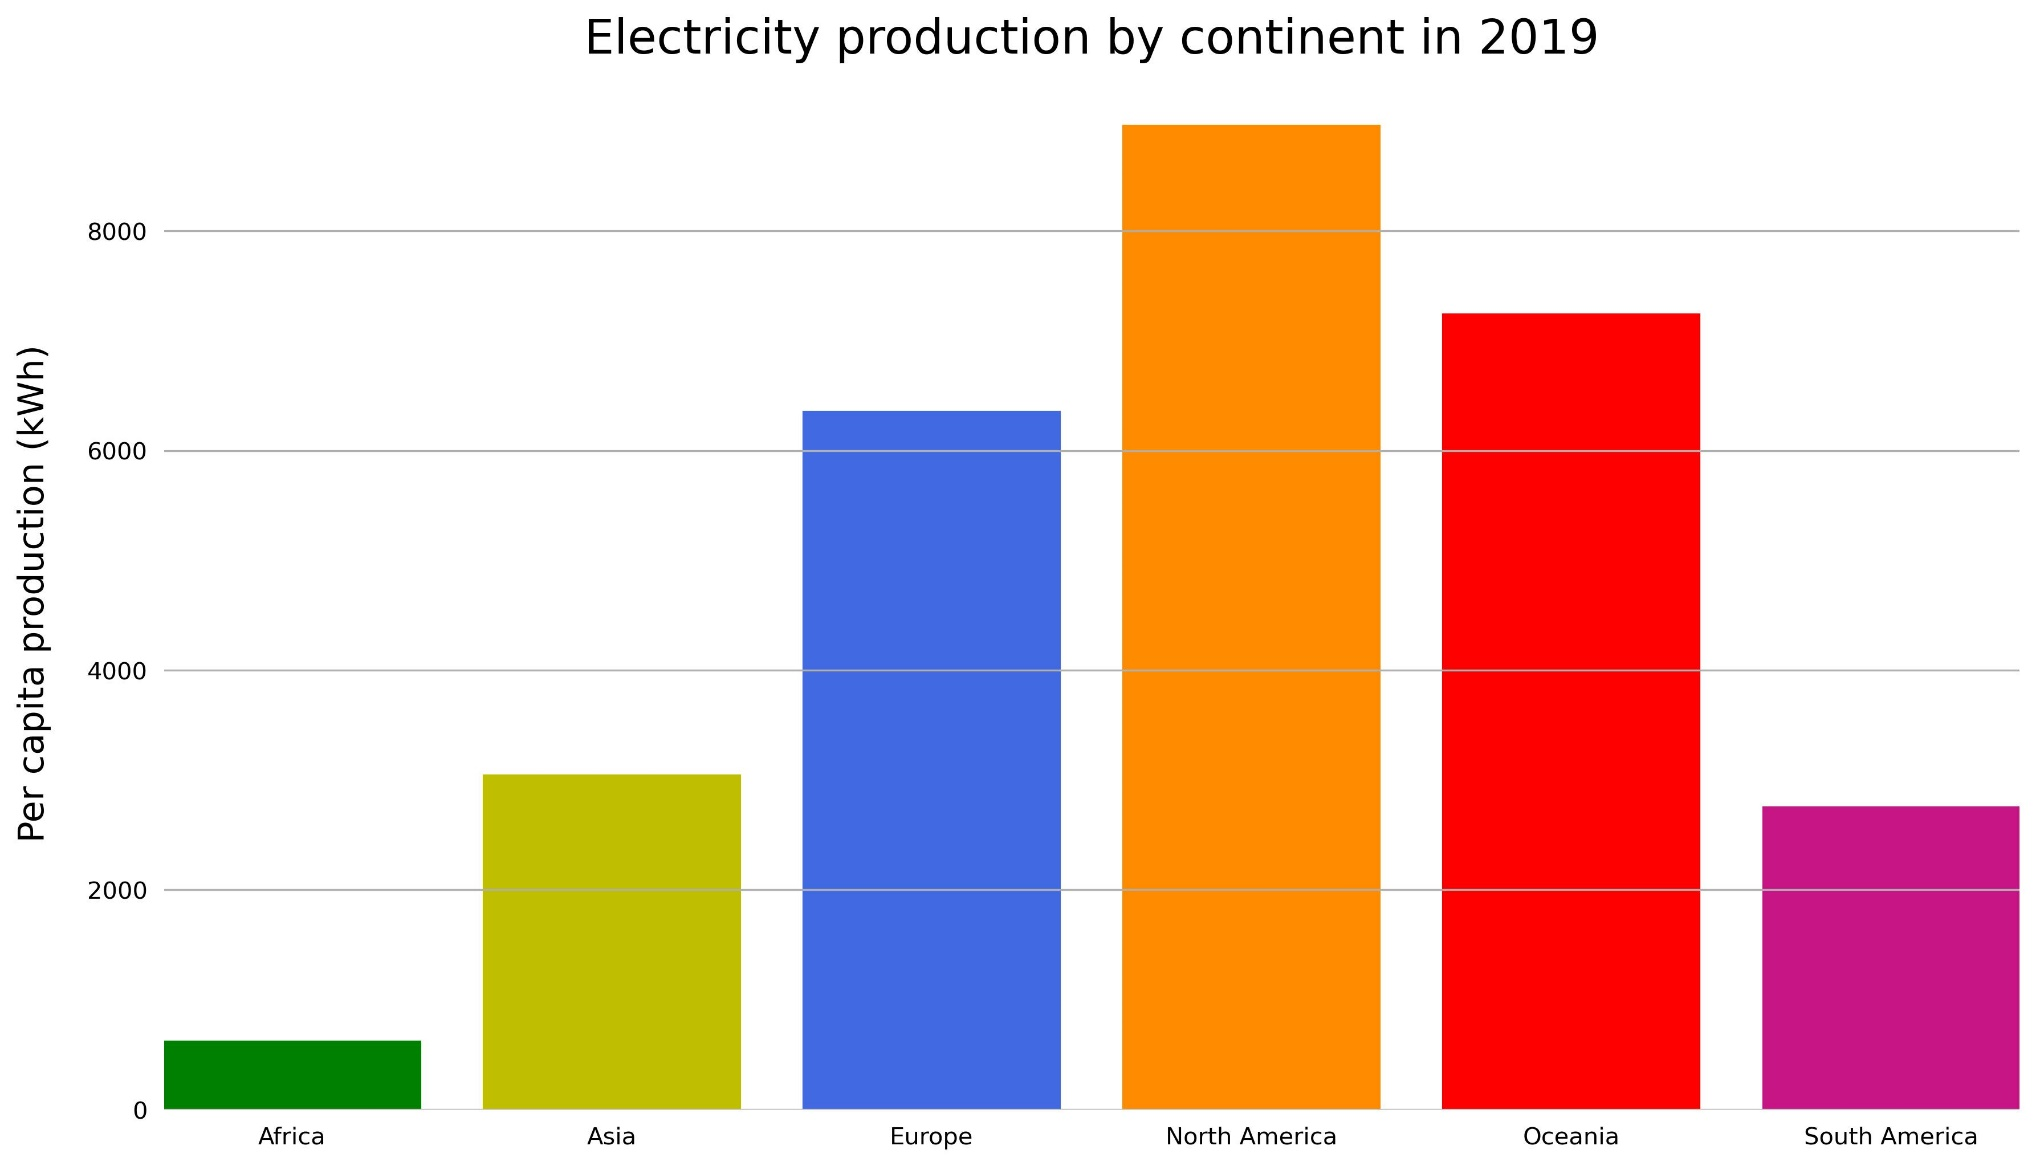 Electricity production by continent in 2019
Per capita production (kWh)
8000
6000
4000
2000
0
Africa
Asia
Europe
North America
Oceania
South America